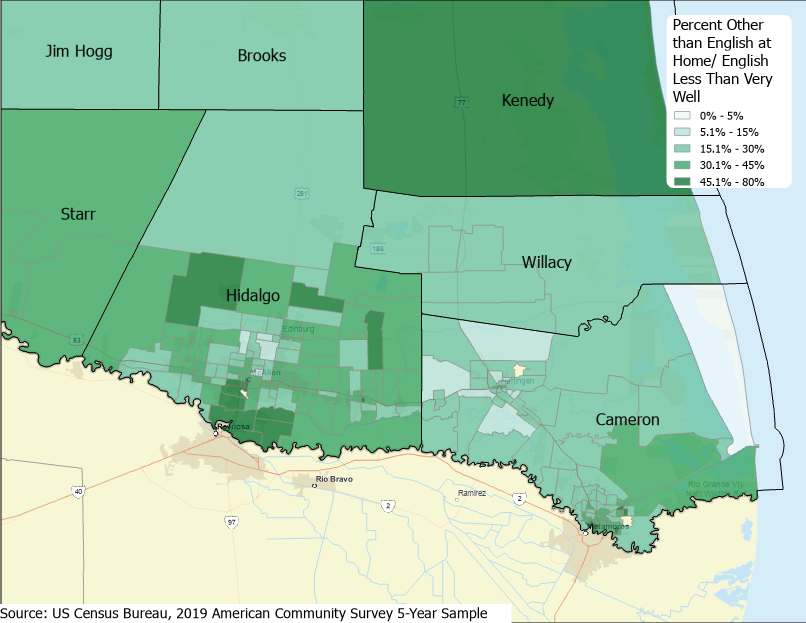 Jim Hogg
Brooks
Kenedy
77
Percent Other
than English at
Home/ English
Less Than Very
Well
0% - 5%
5.1% - 15%
15.1% - 30%
30.1% - 45%
45.1% - 80%
Starr
281
186
Willacy
Hidalgo
Edinburg
83
McAllen
Harlingen
Cameron
Reynosa
Rio Bravo
Ramirez
Rio Grande Vly
40
97
2
2
Matamoros
Source: US Census Bureau, 2019 American Community Survey 5-Year Sample